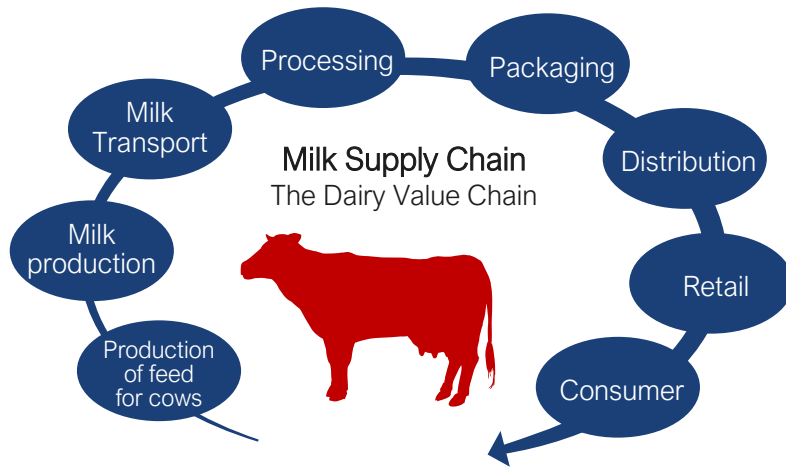 Milk Supply Chain
The Dairy Value Chain
Production
of feed
for cows
Milk
production
Milk
Transport
Processing
Packaging
Distribution
Retail
Consumer